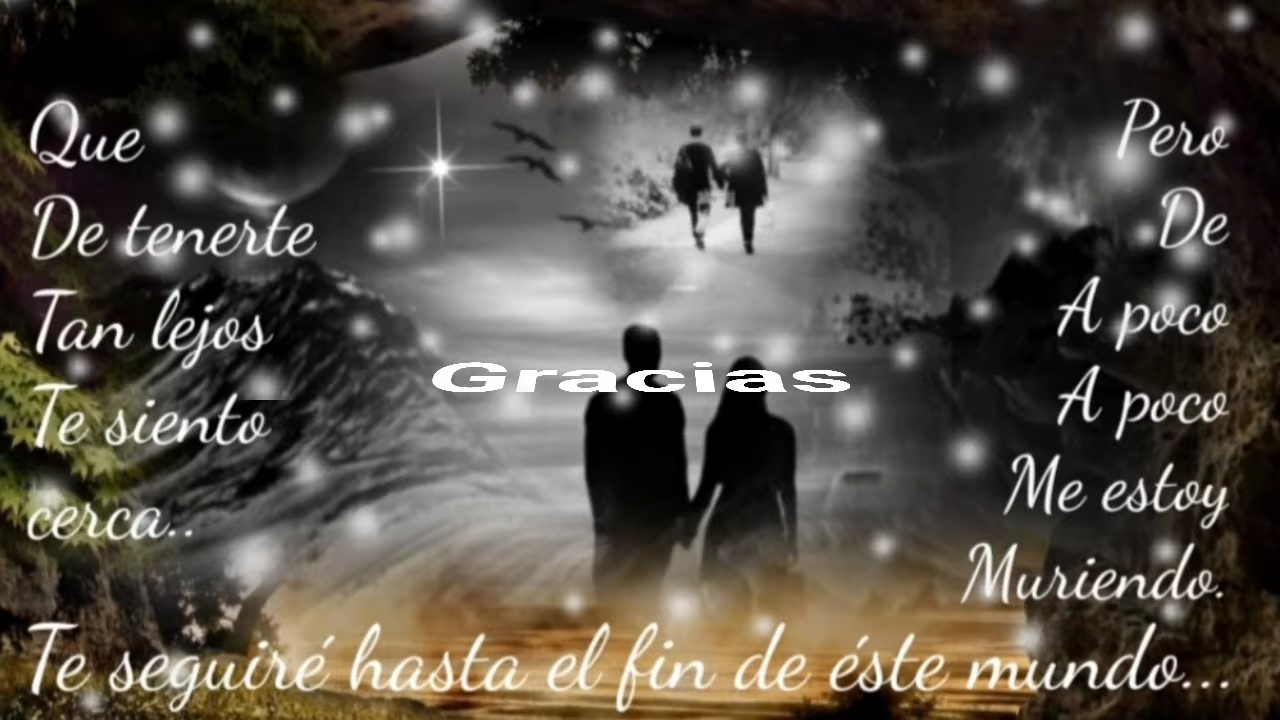 Que
De tenerte
Tan lejos
Te siento
cerca..
Gracias
Pero
De
A poco
A poco
Me estoy
Muriendo.
Te seguiré hasta el fin de éste mundo...